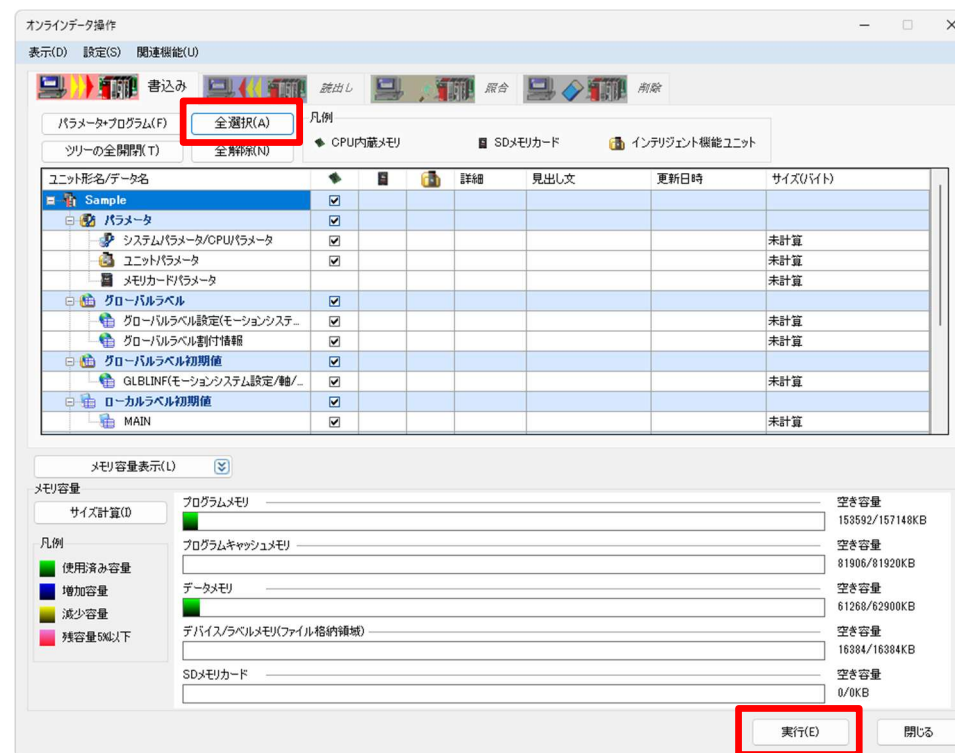 オンラインデータ操作
表示(D) 設定(S) 関連機能(U)
書込み 読出し 照合 削除
パラメータ+プログラム(F) 全選択(A) 凡例
ツリーの全開閉(T) 全解除(N) CPU内蔵メモリ SDメモリカード インテリジェント機能ユニット
ユニット形名/データ名 詳細 見出し文 更新日時 サイズ(バイト)
Sample
パラメータ
システムパラメータ/CPUパラメータ 未計算
ユニットパラメータ 未計算
メモリカードパラメータ 未計算
グローバルラベル
グローバルラベル設定(モーションシステ... 未計算
グローバルラベル割付情報 未計算
グローバルラベル初期値
GLBLINF(モーションシステム設定/軸/... 未計算
ローカルラベル初期値
MAIN 未計算
メモリ容量表示(L)
メモリ容量
サイズ計算(I)
凡例
使用済み容量
増加容量
減少容量
残容量5%以下
プログラムメモリ 空き容量
153592/157148KB
プログラムキャッシュメモリ 空き容量
81906/81920KB
データメモリ 空き容量
61268/62900KB
デバイス/ラベルメモリ(ファイル格納領域) 空き容量
16384/16384KB
SDメモリカード 空き容量
0/0KB
実行(E) 閉じる